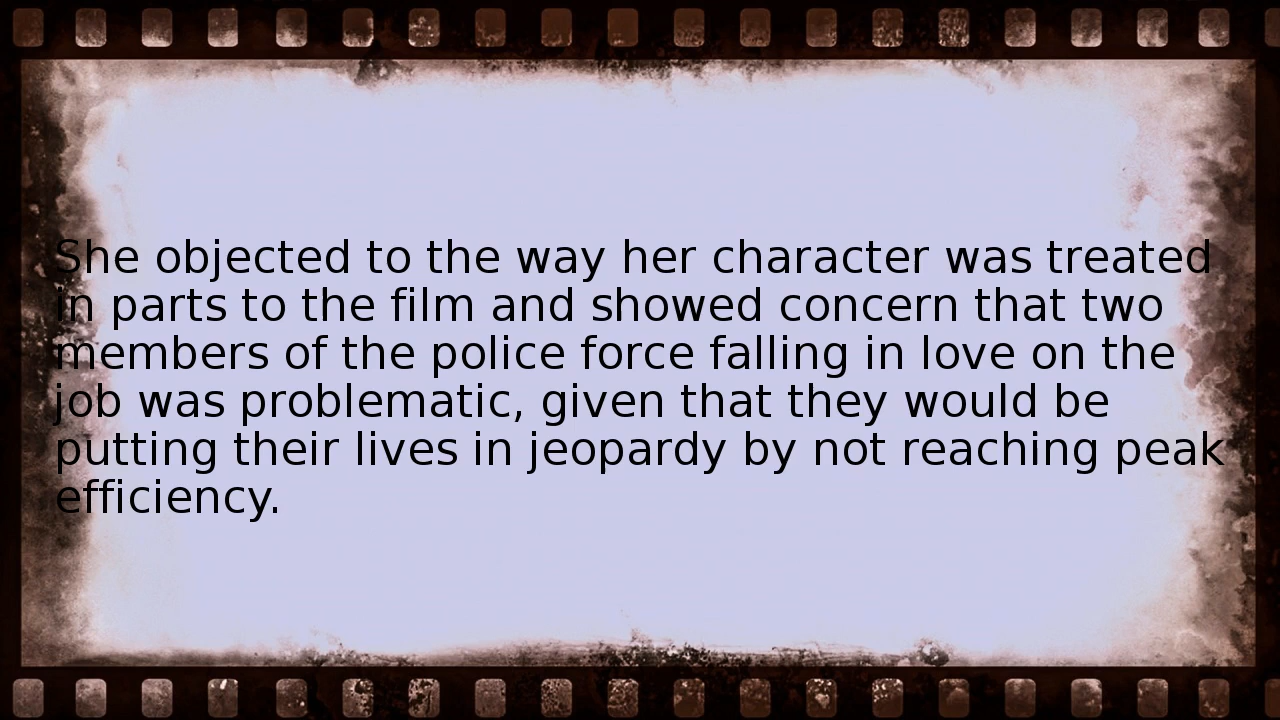 She objected to the way her character was treated
in parts to the film and showed concern that two
members of the police force falling in love on the
job was problematic, given that they would be
putting their lives in jeopardy by not reaching peak
efficiency.